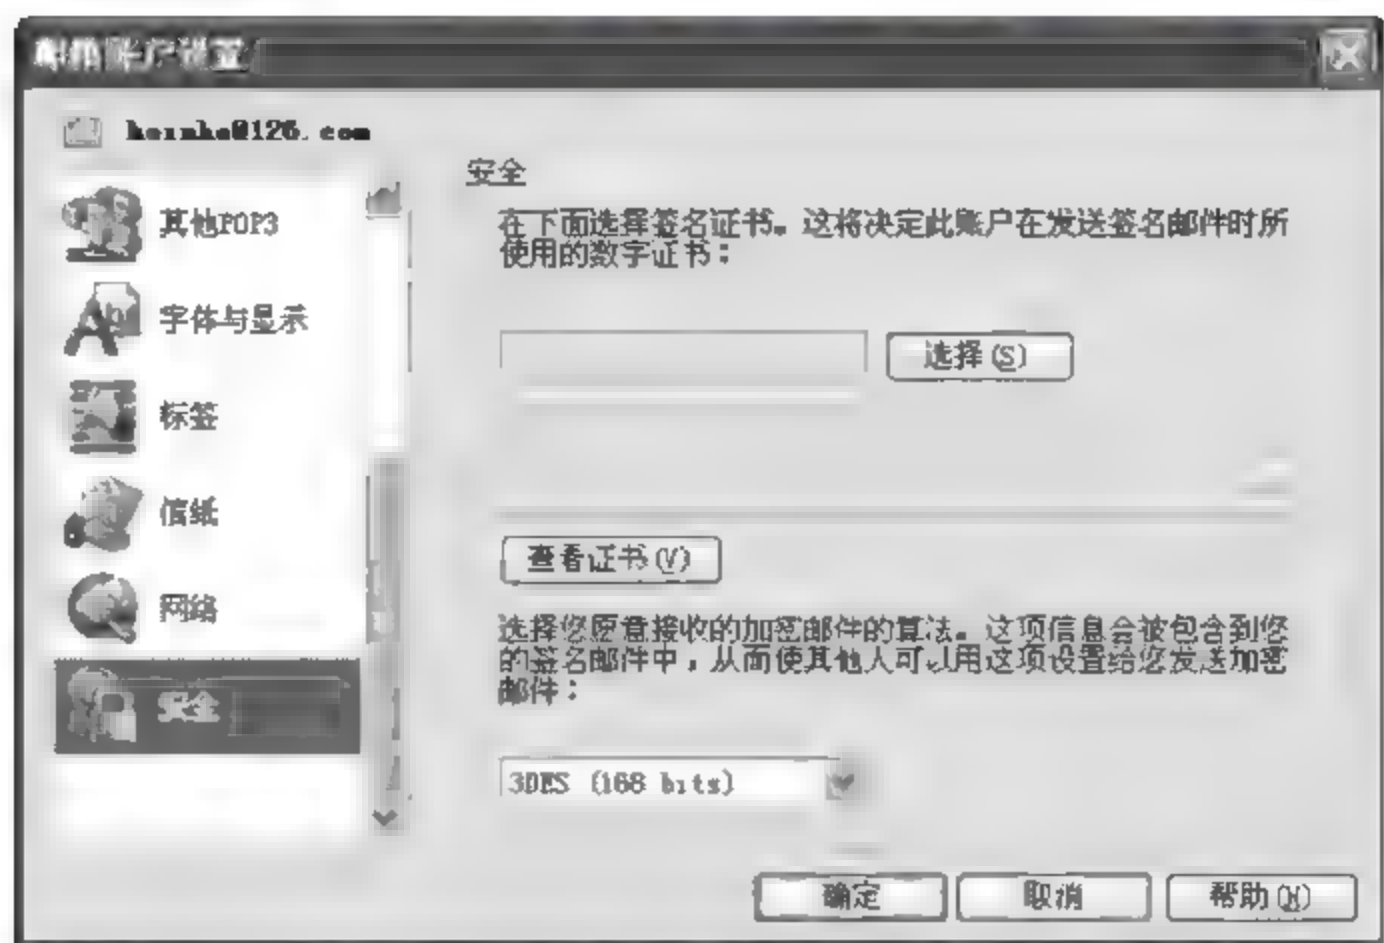 邮箱账户设置
@126.com
安全
其他POP3
在下面选择签名证书。这将决定此账户在发送签名邮件时所
使用的数字证书：
字体与显示
选择(S)
标签
信纸
查看证书(V)
网络
选择您愿意接收的加密邮件的算法。这项信息会被包含到您
的签名邮件中，从而使其他人可以用这项设置给您发送加密
邮件：
安全
3DES (168 bits)
确定
取消
帮助(H)